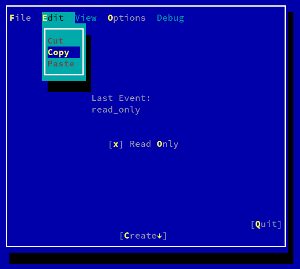 File Edit View Options Debug
Cut
Copy
Paste
Last Event:
read_only
[x] Read Only
[Quit]
[Create↓]